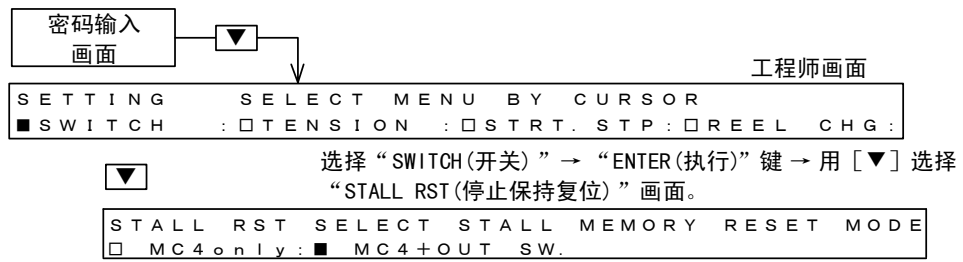 密码输入
画面
▼
工程师画面
SETTING SELECT MENU BY CURSOR
■SWITCH :□TENSION :□STRT. STP:□REEL CHG:
选择“SWITCH(开关)”→“ENTER(执行)”键→用［▼］选择
▼
“STALL RST(停止保持复位)”画面。
STALL RST SELECT STALL MEMORY RESET MODE
□ MC4only:■ MC4+OUT SW.